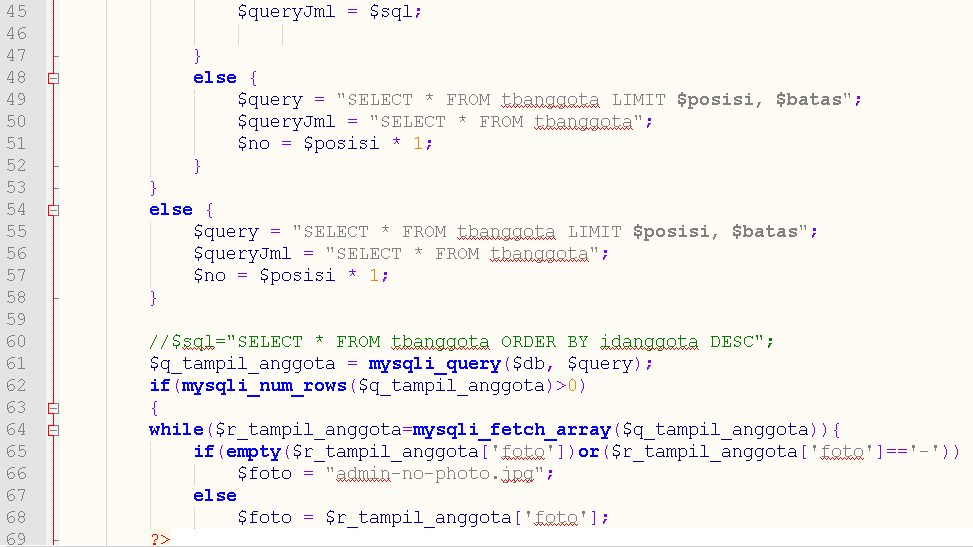 45 $queryJml = $sql;
46
47 }
48 else {
49 $query = "SELECT * FROM tbanggota LIMIT $posisi, $batas";
50 $queryJml = "SELECT * FROM tbanggota";
51 $no = $posisi * 1;
52 }
53 }
54 else {
55 $query = "SELECT * FROM tbanggota LIMIT $posisi, $batas";
56 $queryJml = "SELECT * FROM tbanggota";
57 $no = $posisi * 1;
58 }
59
60 //$sql="SELECT * FROM tbanggota ORDER BY idanggota DESC";
61 $q_tampil_anggota = mysqli_query($db, $query);
62 if(mysqli_num_rows($q_tampil_anggota)>0)
63 {
64 while($r_tampil_anggota=mysqli_fetch_array($q_tampil_anggota)){
65 if(empty($r_tampil_anggota['foto'])or($r_tampil_anggota['foto']=='-'))
66 $foto = "admin-no-photo.jpg";
67 else
68 $foto = $r_tampil_anggota['foto'];
69 ?>